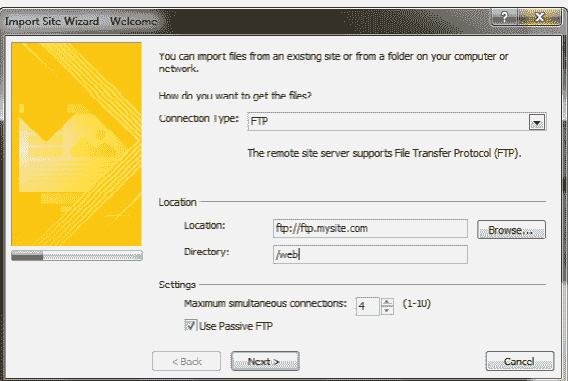 Import Site Wizard - Welcome
You can import files from an existing site or from a folder on your computer or
network.
How do you want to get the files?
Connection Type: FTP
The remote site server supports File Transfer Protocol (FTP).
Location
Location: ftp://ftp.mysite.com Browse...
Directory: /web
Settings
Maximum simultaneous connections: 4 (1-10)
Use Passive FTP
< Back Next > Cancel